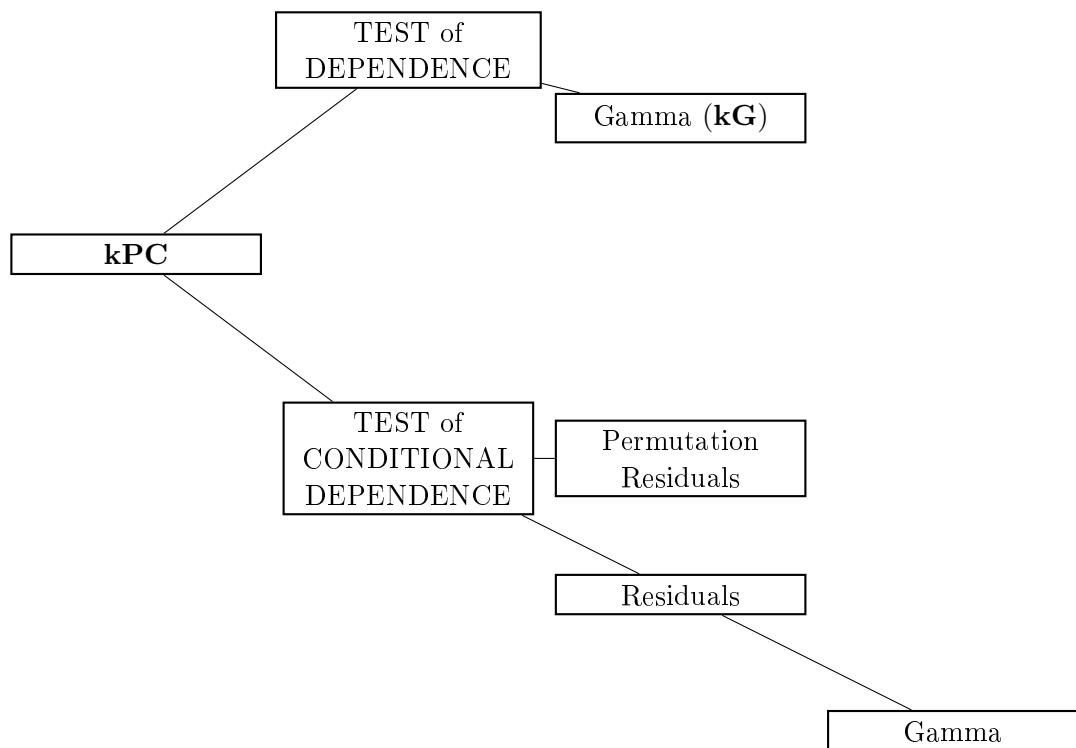 TEST of
DEPENDENCE
Gamma (kG)
kPC
TEST of
CONDITIONAL
DEPENDENCE
Permutation
Residuals
Residuals
Gamma